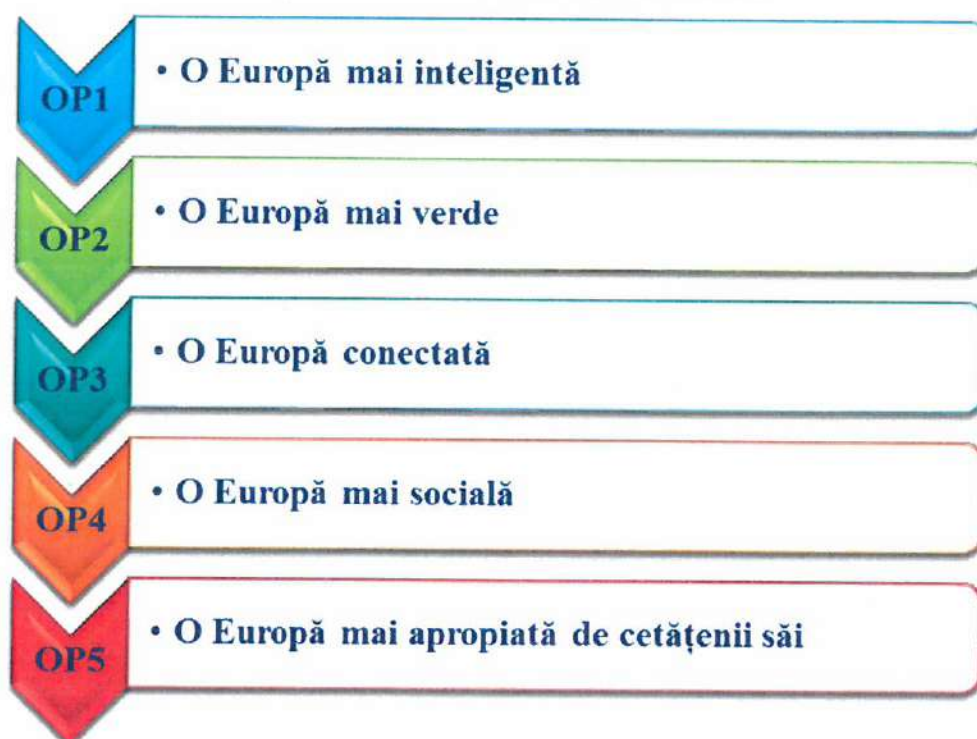 OP1
• O Europă mai inteligentă
OP2
• O Europă mai verde
OP3
• O Europă conectată
OP4
• O Europă mai socială
OP5
• O Europă mai apropiată de cetățenii săi